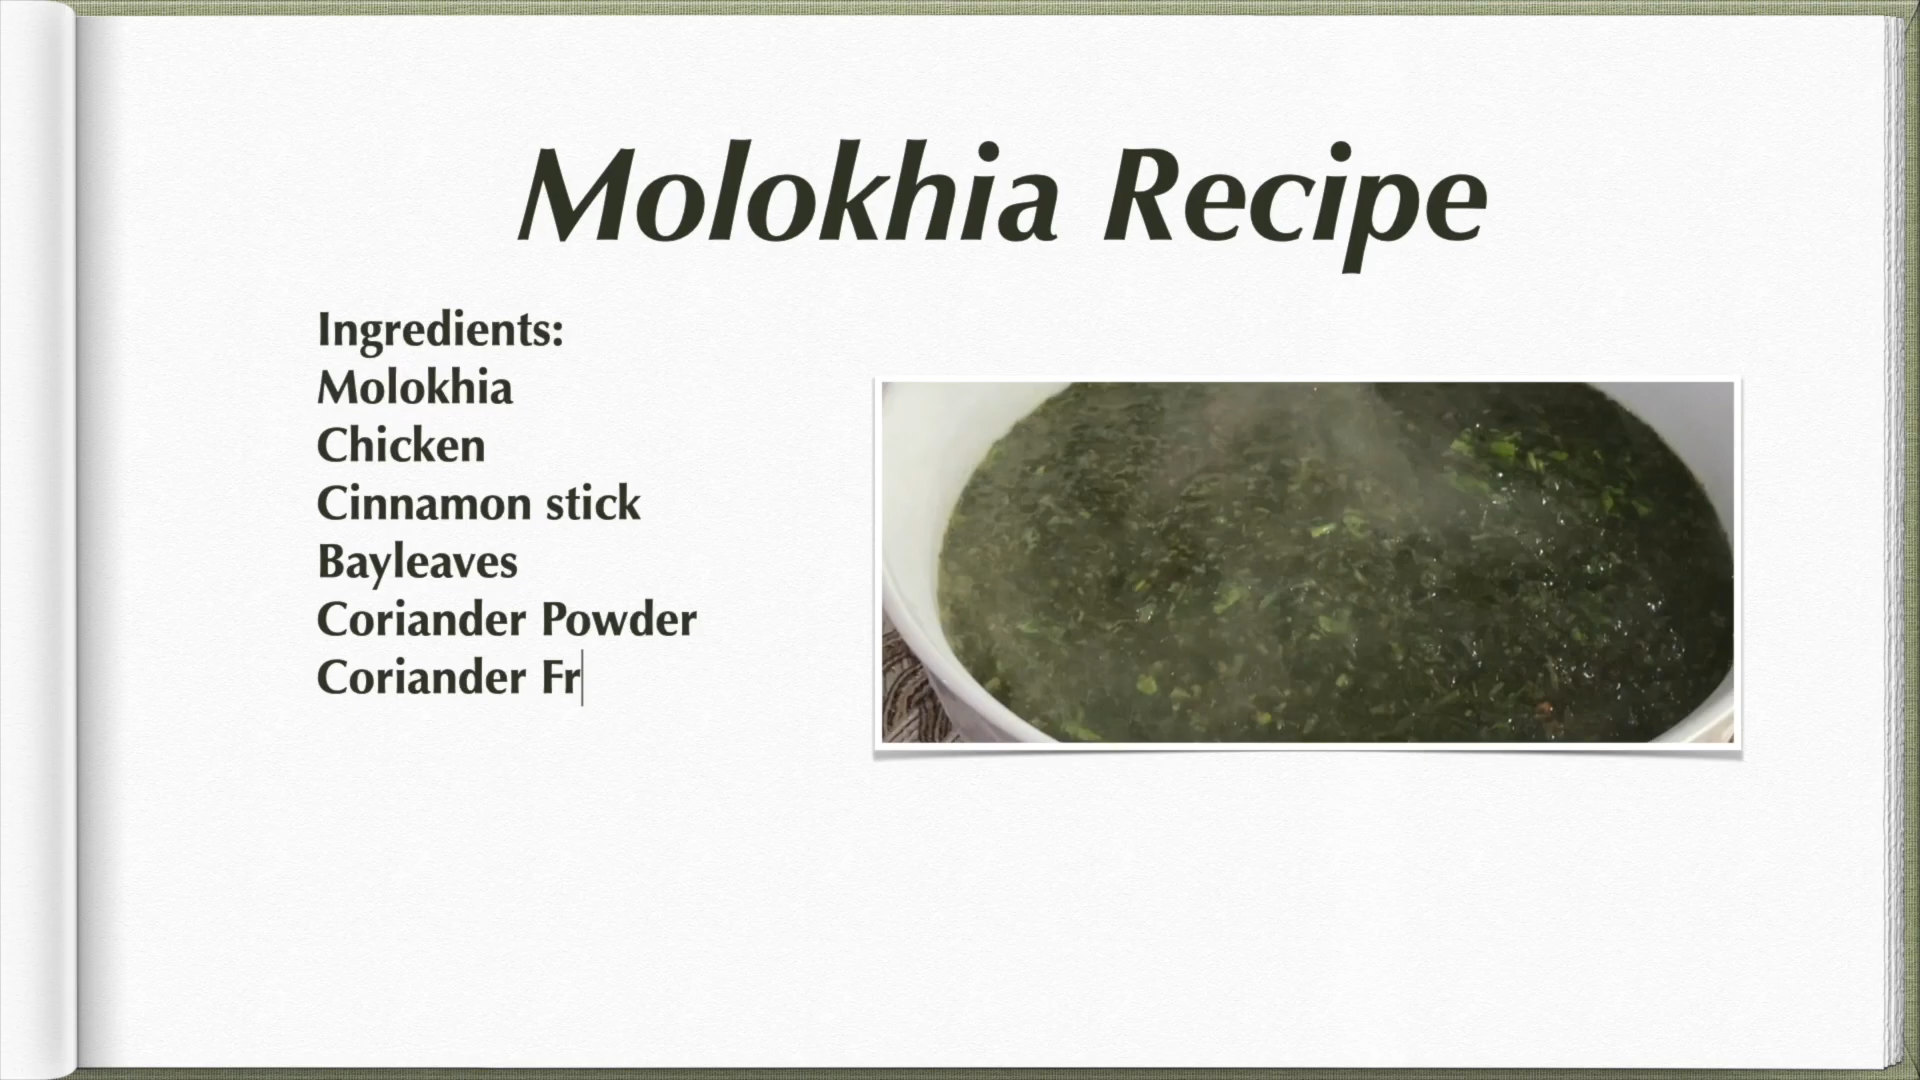 Molokhia Recipe
Ingredients:
Molokhia
Chicken
Cinnamon stick
Bayleaves
Coriander Powder
Coriander Fr